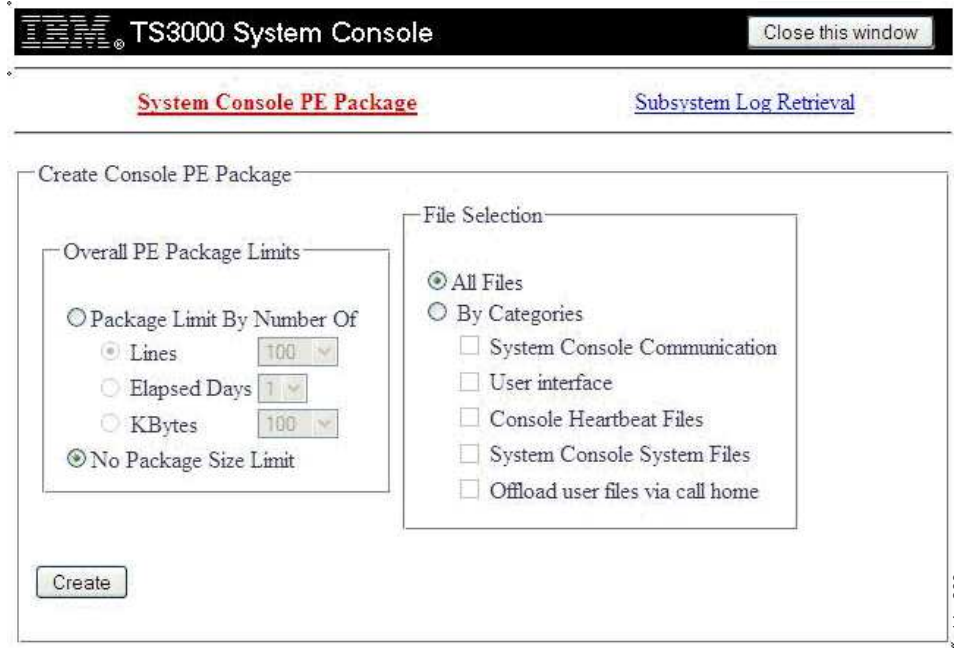 IBM® TS3000 System Console
Close this window
System Console PE Package
Subsystem Log Retrieval
Create Console PE Package
Overall PE Package Limits
Package Limit By Number Of
Lines 100
Elapsed Days 1
KBytes 100
No Package Size Limit
File Selection
All Files
By Categories
System Console Communication
User interface
Console Heartbeat Files
System Console System Files
Offload user files via call home
Create